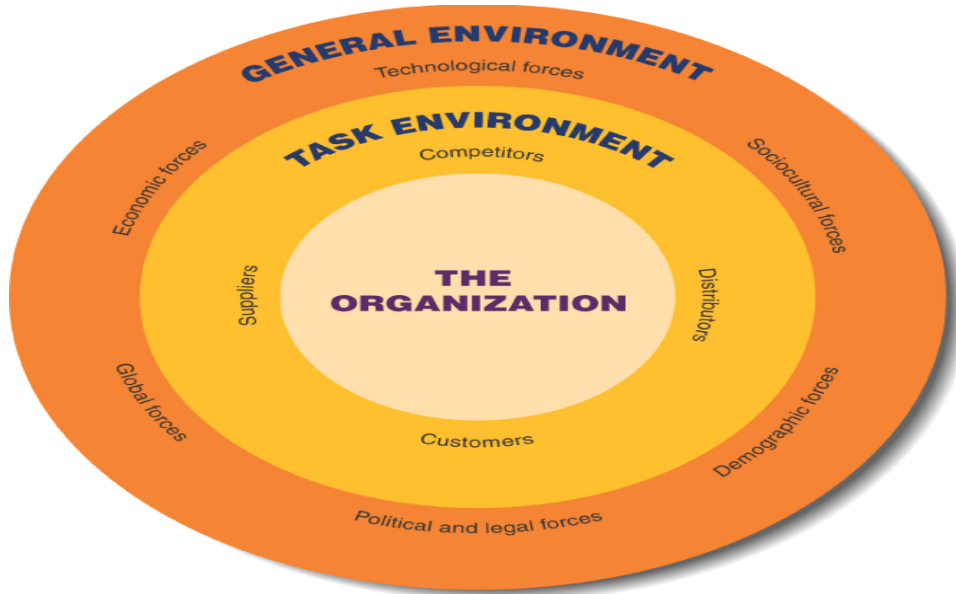 GENERAL ENVIRONMENT
Technological forces
Economic forces
Sociocultural forces
TASK ENVIRONMENT
Competitors
Suppliers
THE
ORGANIZATION
Distributors
Customers
Global forces
Demographic forces
Political and legal forces